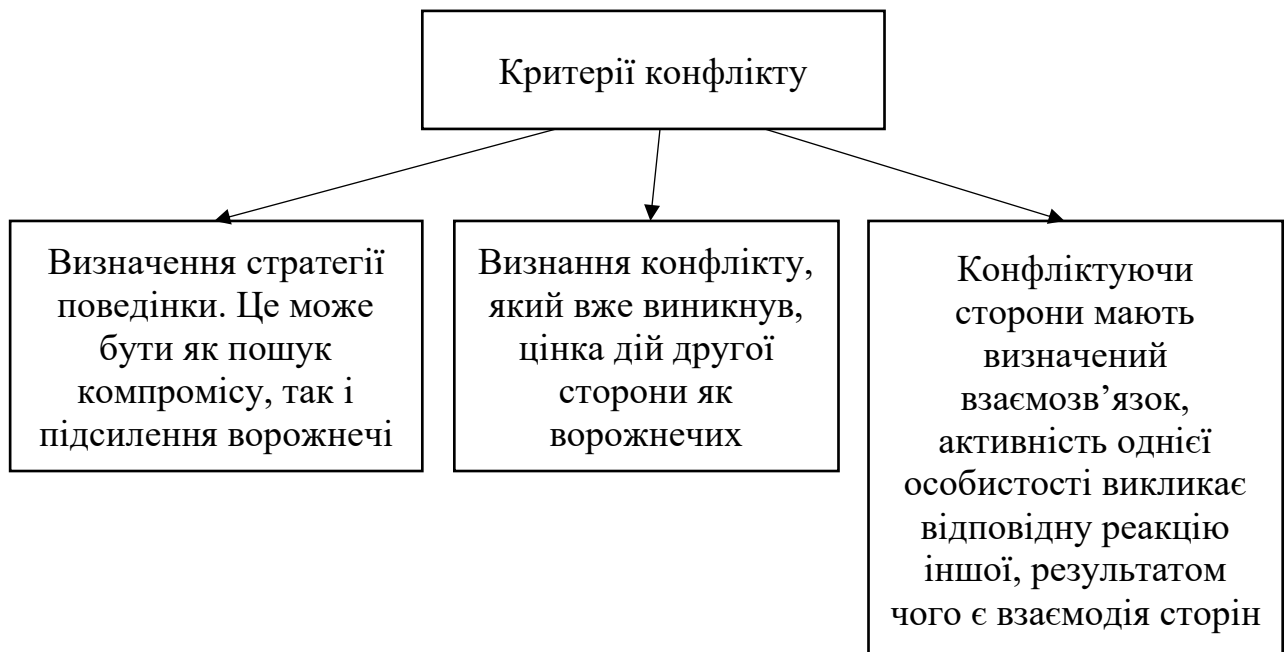 Критерії конфлікту
Визначення стратегії
поведінки. Це може
бути як пошук
компромісу, так і
підсилення ворожнечі
Визнання конфлікту,
який вже виникнув,
цінка дій другої
сторони як
ворожнечих
Конфліктуючи
сторони мають
визначений
взаємозв’язок,
активність однієї
особистості викликає
відповідну реакцію
іншої, результатом
чого є взаємодія сторін